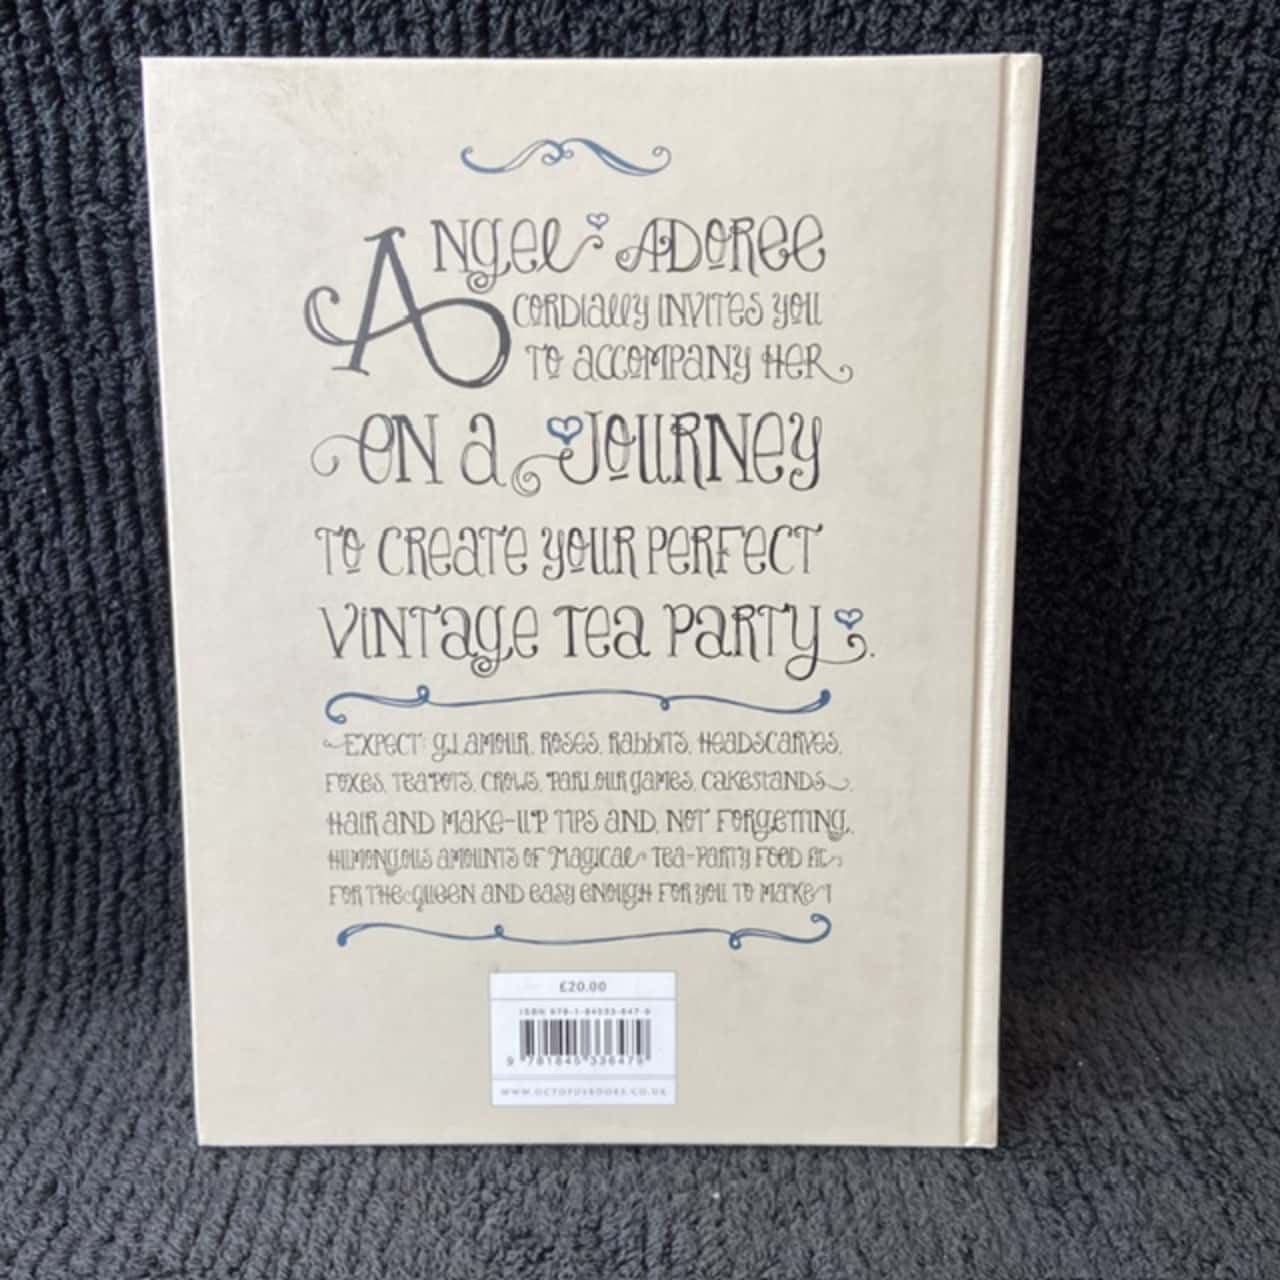 Angel Adoree
cordially invites you
to accompany her
on a journey
to create your perfect
vintage tea party.
Expect: glamour, roses, rabbits, headscarves,
foxes, teapots, crows, parlour games, cakestands,
hair and make-up tips and, not forgetting,
humongous amounts of magical tea-party food fit
for the queen and easy enough for you to make!
£20.00
ISBN 978-1-84533-647-9
9 781845 336479
WWW.OCTOPUSBOOKS.CO.UK